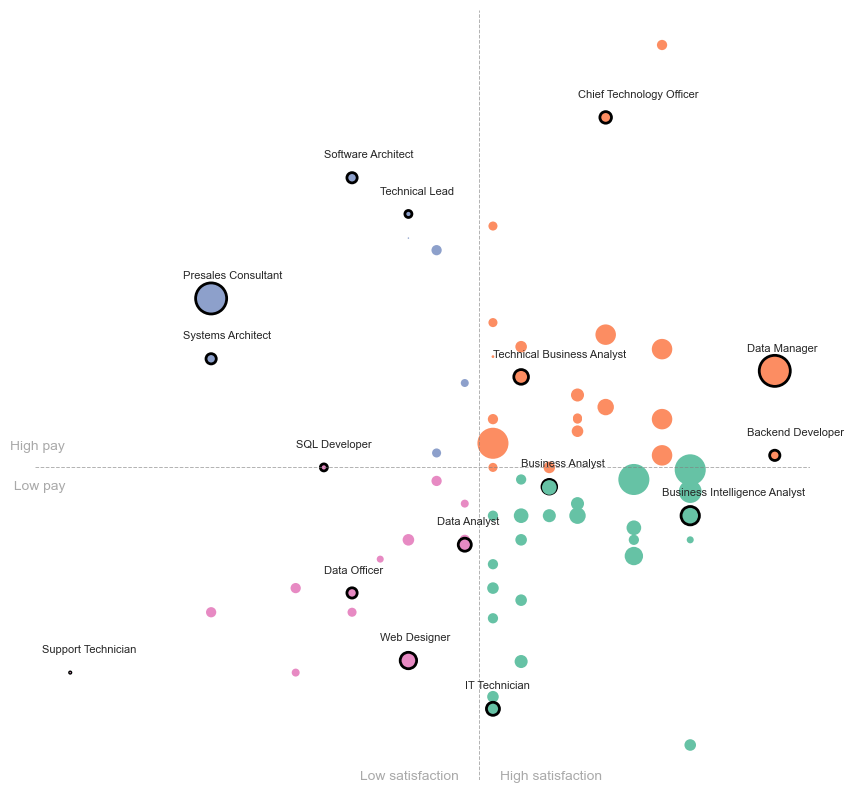 Chief Technology Officer
Software Architect
Technical Lead
Presales Consultant
Systems Architect
Technical Business Analyst
Data Manager
Backend Developer
High pay
SQL Developer
Business Analyst
Low pay
Business Intelligence Analyst
Data Analyst
Data Officer
Web Designer
Support Technician
IT Technician
Low satisfaction
High satisfaction